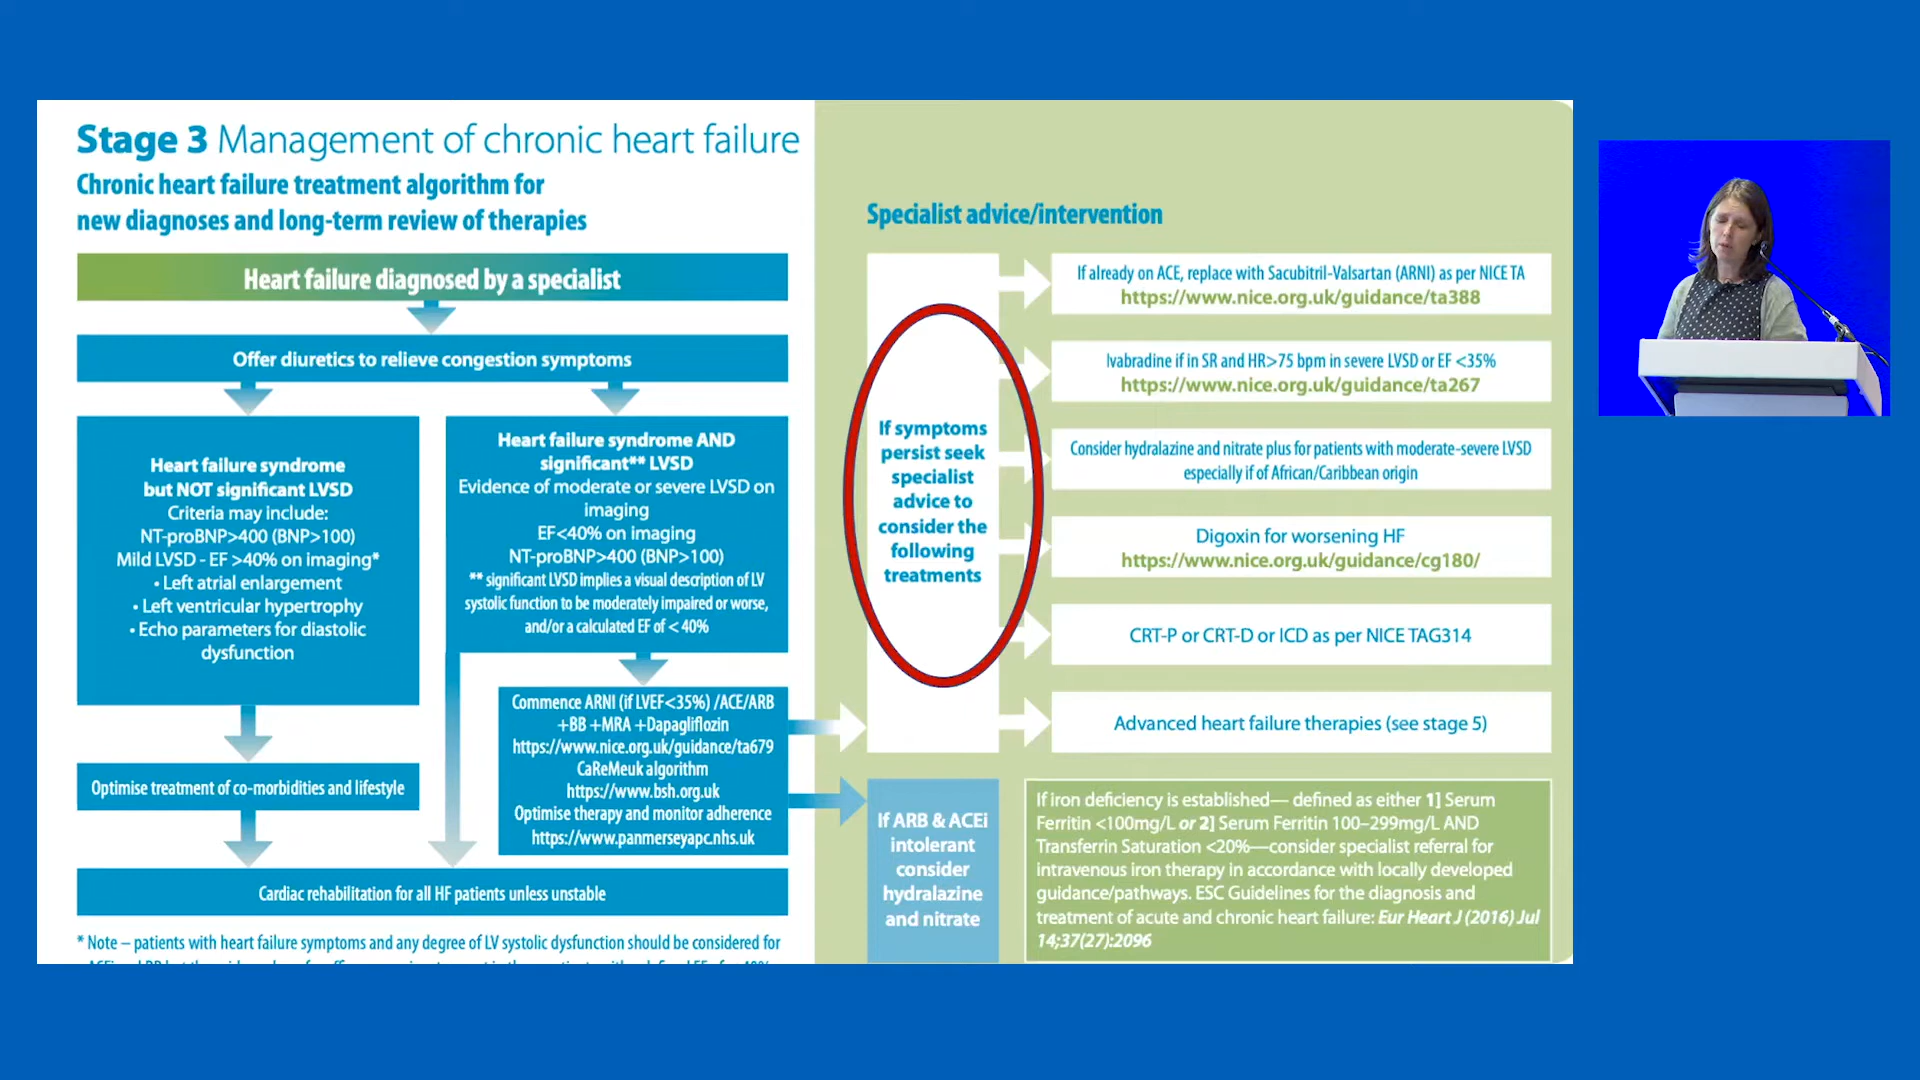 Stage 3 Management of chronic heart failure
Chronic heart failure treatment algorithm for
new diagnoses and long-term review of therapies
Heart failure diagnosed by a specialist
Offer diuretics to relieve congestion symptoms
Heart failure syndrome
but NOT significant LVSD
Criteria may include:
NT-proBNP>400 (BNP>100)
Mild LVSD - EF >40% on imaging*
• Left atrial enlargement
• Left ventricular hypertrophy
• Echo parameters for diastolic
dysfunction
Heart failure syndrome AND
significant** LVSD
Evidence of moderate or severe LVSD on
imaging
EF<40% on imaging
NT-proBNP>400 (BNP>100)
** significant LVSD implies a visual description of LV
systolic function to be moderately impaired or worse,
and/or a calculated EF of < 40%
Commence ARNI (if LVEF<35%) /ACE/ARB
+BB +MRA +Dapagliflozin
https://www.nice.org.uk/guidance/ta679
CaReMeuk algorithm
https://www.bsh.org.uk
Optimise therapy and monitor adherence
https://www.panmerseyapc.nhs.uk
Optimise treatment of co-morbidities and lifestyle
Cardiac rehabilitation for all HF patients unless unstable
* Note – patients with heart failure symptoms and any degree of LV systolic dysfunction should be considered for
Specialist advice/intervention
If symptoms
persist seek
specialist
advice to
consider the
following
treatments
If already on ACE, replace with Sacubitril-Valsartan (ARNI) as per NICE TA
https://www.nice.org.uk/guidance/ta388
Ivabradine if in SR and HR>75 bpm in severe LVSD or EF <35%
https://www.nice.org.uk/guidance/ta267
Consider hydralazine and nitrate plus for patients with moderate-severe LVSD
especially if of African/Caribbean origin
Digoxin for worsening HF
https://www.nice.org.uk/guidance/cg180/
CRT-P or CRT-D or ICD as per NICE TAG314
Advanced heart failure therapies (see stage 5)
If ARB & ACEi
intolerant
consider
hydralazine
and nitrate
If iron deficiency is established— defined as either 1] Serum
Ferritin <100mg/L or 2] Serum Ferritin 100–299mg/L AND
Transferrin Saturation <20%—consider specialist referral for
intravenous iron therapy in accordance with locally developed
guidance/pathways. ESC Guidelines for the diagnosis and
treatment of acute and chronic heart failure: Eur Heart J (2016) Jul
14;37(27):2096